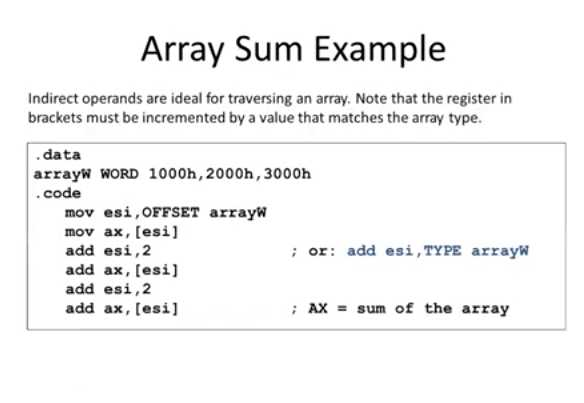 Array Sum Example
Indirect operands are ideal for traversing an array. Note that the register in
brackets must be incremented by a value that matches the array type.
.data
arrayW WORD 1000h,2000h,3000h
.code
mov esi,OFFSET arrayW
mov ax,[esi]
add esi,2 ; or: add esi,TYPE arrayW
add ax,[esi]
add esi,2
add ax,[esi] ; AX = sum of the array